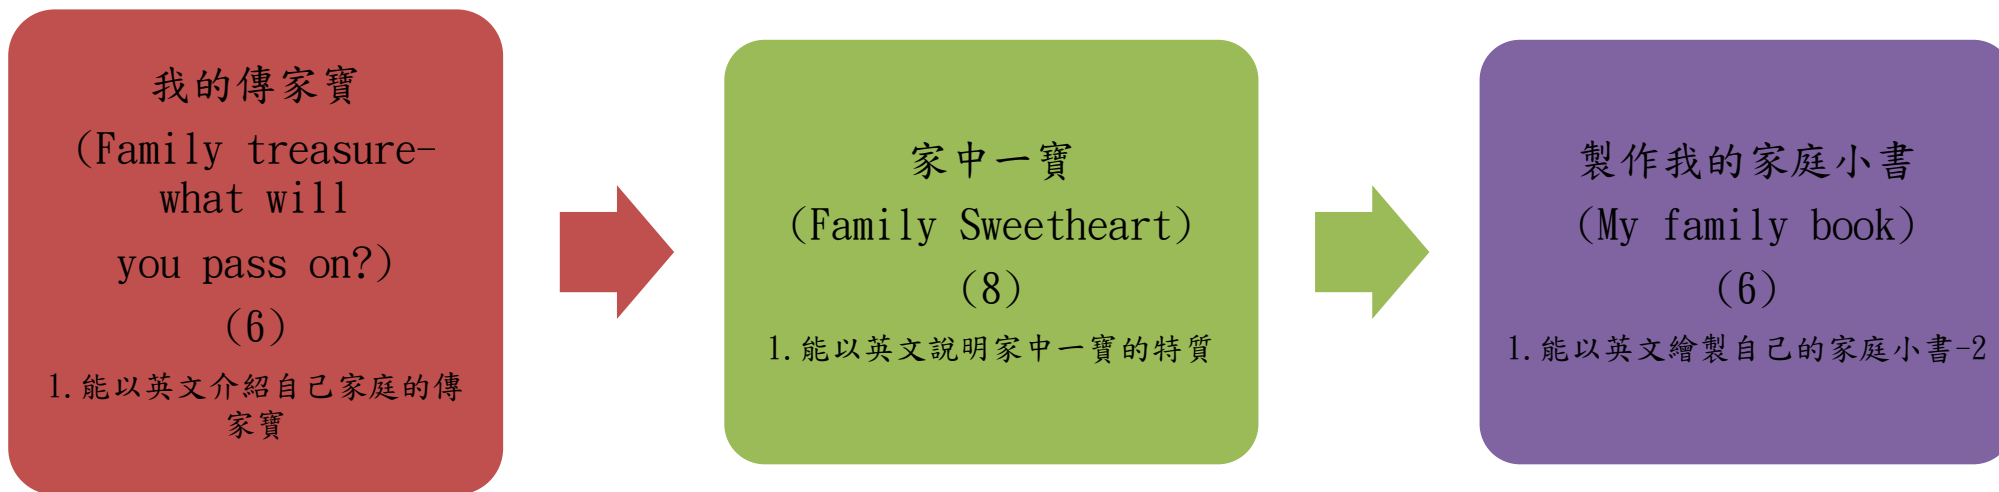 我的傳家寶
(Family treasure-
what will
you pass on?)
(6)
1.能以英文介紹自己家庭的傳
家寶
家中一寶
(Family Sweetheart)
(8)
1.能以英文說明家中一寶的特質
製作我的家庭小書
(My family book)
(6)
1.能以英文繪製自己的家庭小書-2